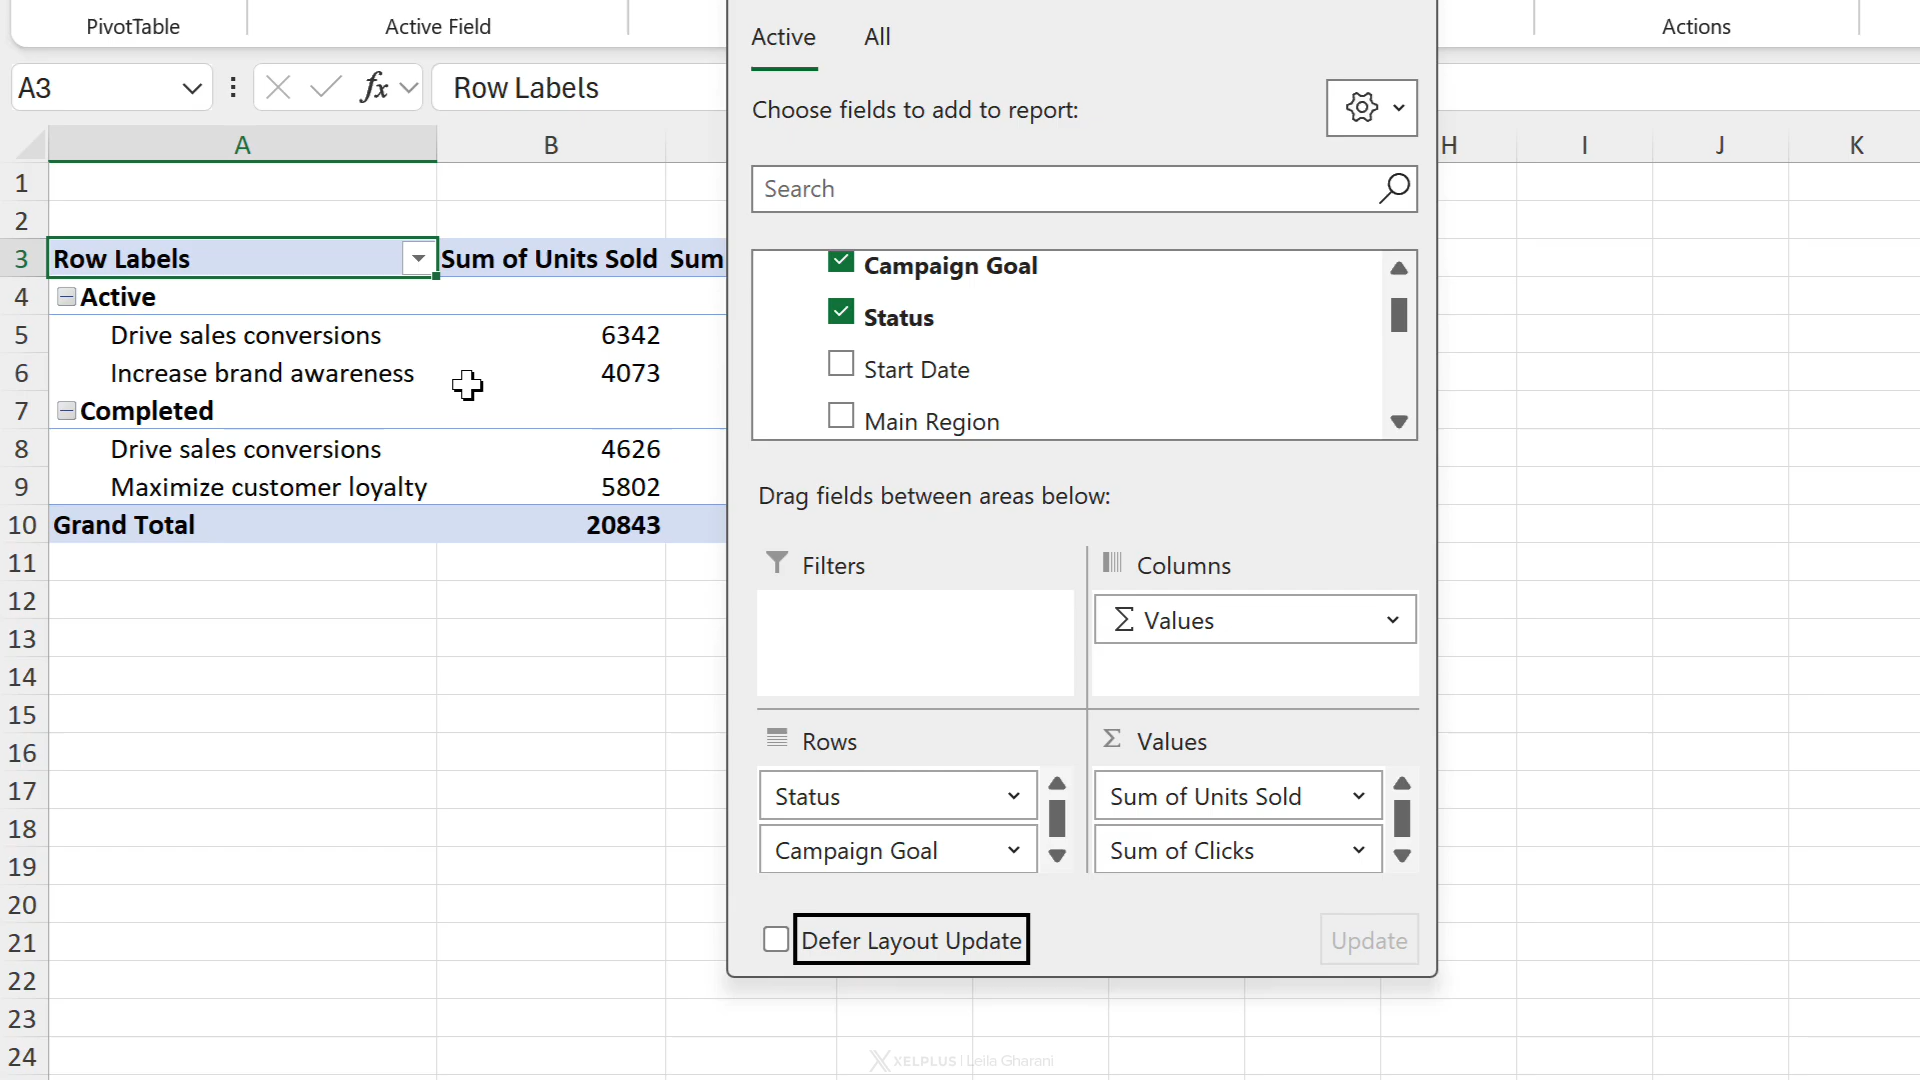 PivotTable Active Field Actions
A3 fx Row Labels
A B H I J K
1
2
3 Row Labels Sum of Units Sold Sum
4 Active
5 Drive sales conversions 6342
6 Increase brand awareness 4073
7 Completed
8 Drive sales conversions 4626
9 Maximize customer loyalty 5802
10 Grand Total 20843
11
12
13
14
15
16
17
18
19
20
21
22
23
24
Active All
Choose fields to add to report:
Search
Campaign Goal
Status
Start Date
Main Region
Drag fields between areas below:
Filters Columns
Σ Values
Rows Σ Values
Status Sum of Units Sold
Campaign Goal Sum of Clicks
Defer Layout Update Update
XELPLUS | Leila Gharani